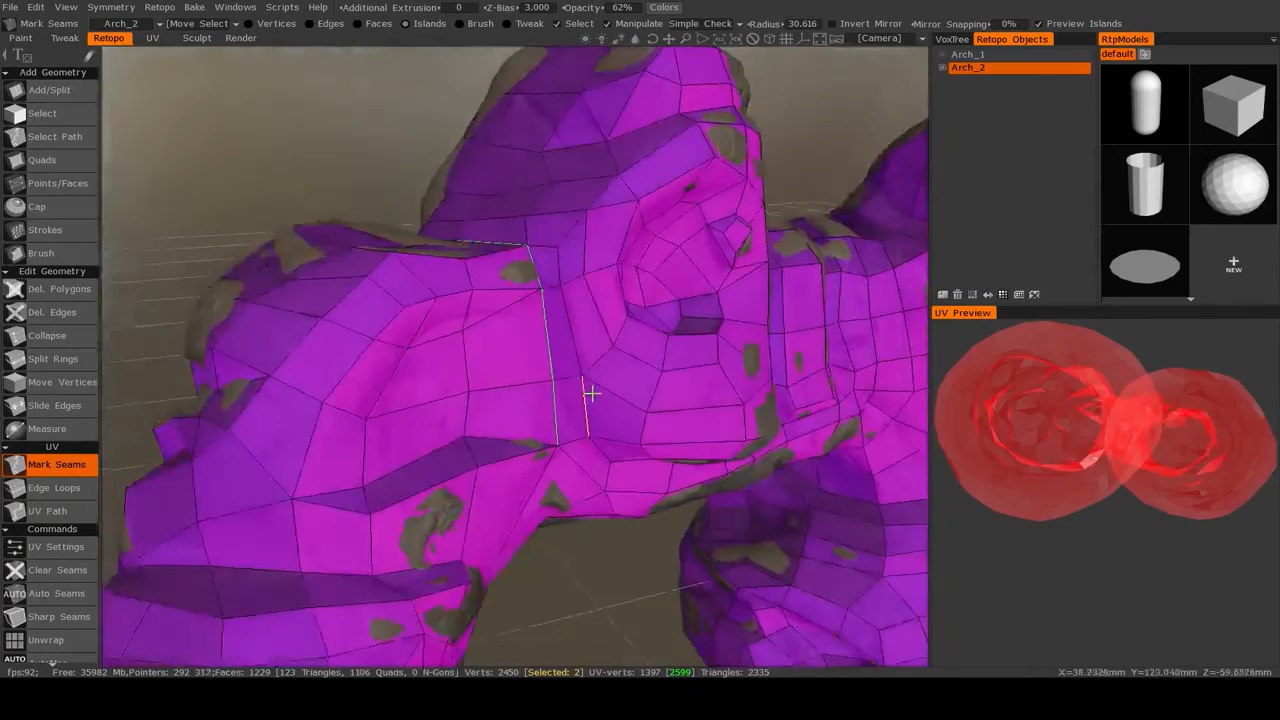 File Edit View Symmetry Retopo Bake Windows Scripts Help Additional Extrusion 0 Z-Bias 3.000 Opacity 62% Colors
Mark Seams Arch_2 [Move Select] Vertices Edges Faces Islands Brush Tweak Select Manipulate Simple Check Radius 30.616 Invert Mirror Mirror Snapping 0% Preview Islands
Paint Tweak Retopo UV Sculpt Render [Camera] VoxTree Retopo Objects RtpModels
Add Geometry
Add/Split
Select
Select Path
Quads
Points/Faces
Cap
Strokes
Brush
Edit Geometry
Del. Polygons
Del. Edges
Collapse
Split Rings
Move Vertices
Slide Edges
Measure
UV
Mark Seams
Edge Loops
UV Path
Commands
UV Settings
Clear Seams
AUTO Auto Seams
Sharp Seams
Unwrap
AUTO
Arch_1
Arch_2
default
NEW
UV Preview
fps:92; Free: 35982 Mb,Pointers: 292 317;Faces: 1229 [123 Triangles, 1106 Quads, 0 N-Gons] Verts: 2450 [Selected: 2] UV-verts: 1397 [2599] Triangles: 2335